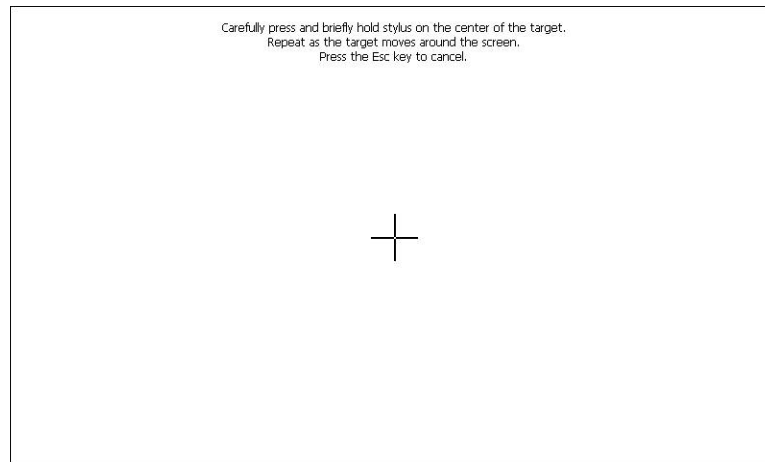 Carefully press and briefly hold stylus on the center of the target.
Repeat as the target moves around the screen.
Press the Esc key to cancel.